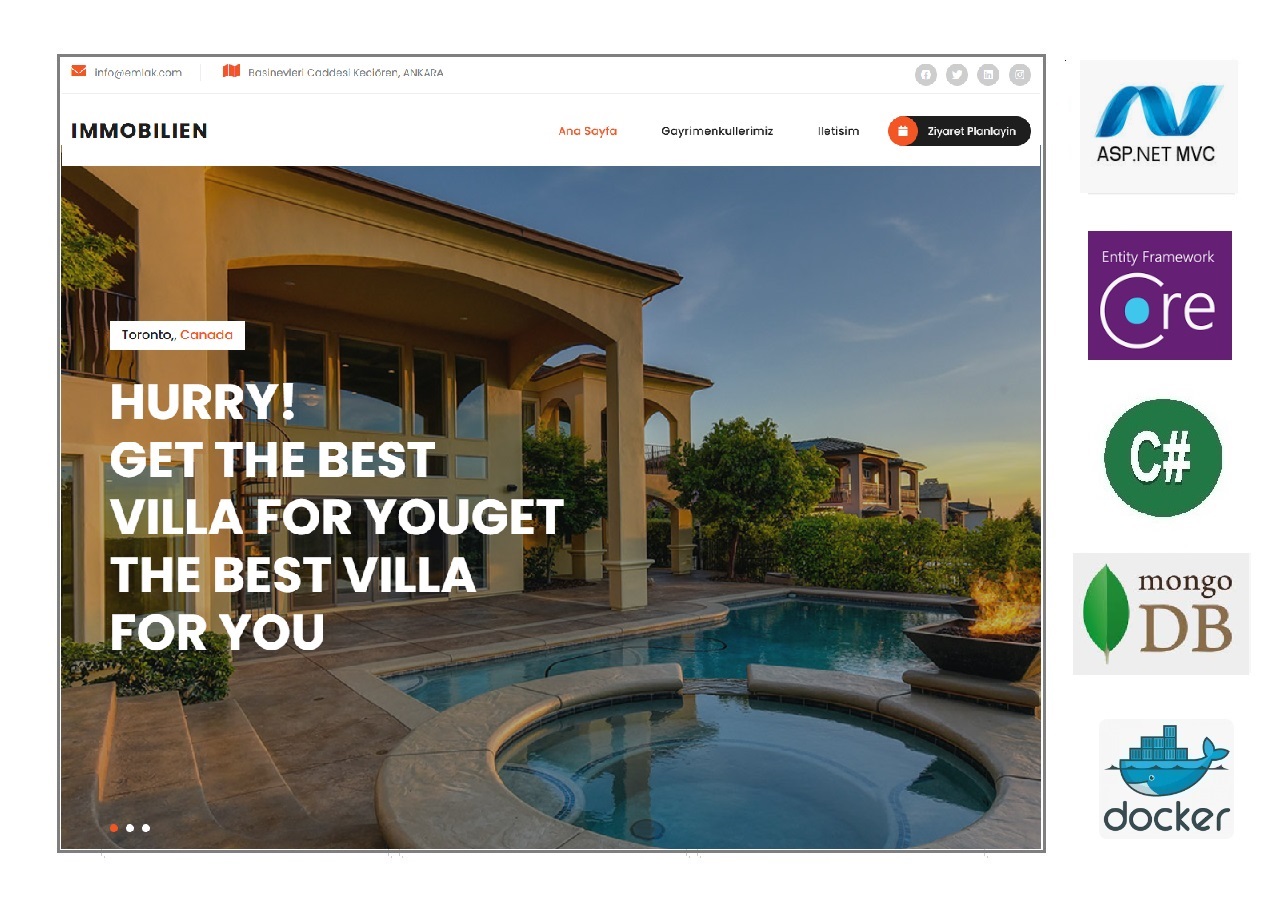 info@emlak.com
Basinevleri Caddesi Keciören, ANKARA
IMMOBILIEN
Ana Sayfa
Gayrimenkullerimiz
Iletisim
Ziyaret Planlayin
Toronto,, Canada
HURRY!
GET THE BEST
VILLA FOR YOUGET
THE BEST VILLA
FOR YOU
ASP.NET MVC
Entity Framework
Core
C#
mongo
DB
docker